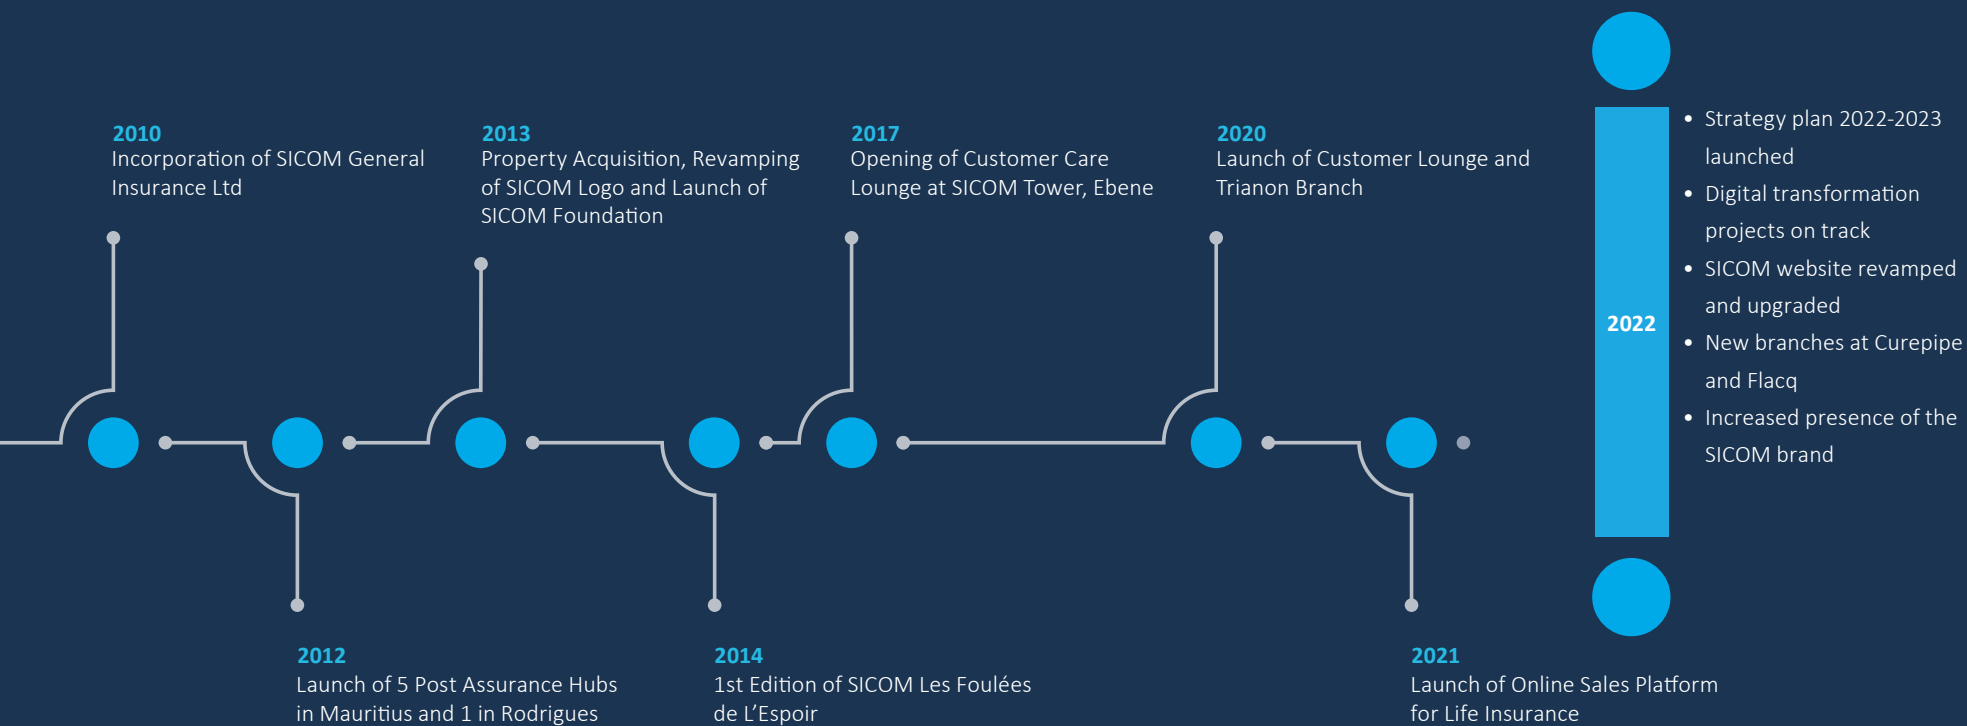 2010
Incorporation of SICOM General
Insurance Ltd
2013
Property Acquisition, Revamping
of SICOM Logo and Launch of
SICOM Foundation
2017
Opening of Customer Care
Lounge at SICOM Tower, Ebene
2020
Launch of Customer Lounge and
Trianon Branch
2022
• Strategy plan 2022-2023
launched
• Digital transformation
projects on track
• SICOM website revamped
and upgraded
• New branches at Curepipe
and Flacq
• Increased presence of the
SICOM brand
2012
Launch of 5 Post Assurance Hubs
in Mauritius and 1 in Rodrigues
2014
1st Edition of SICOM Les Foulées
de L’Espoir
2021
Launch of Online Sales Platform
for Life Insurance